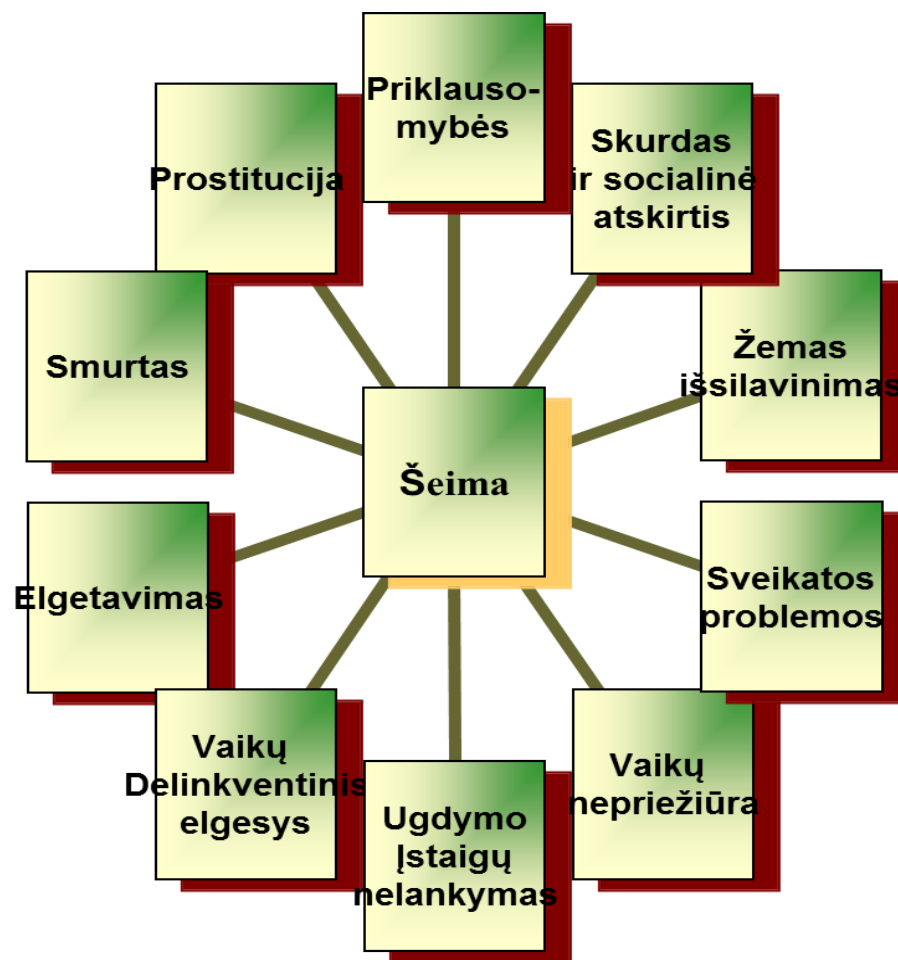 Priklauso-
mybės
Skurdas
ir socialinė
atskirtis
Žemas
išsilavinimas
Sveikatos
problemos
Vaikų
nepriežiūra
Ugdymo
Įstaigų
nelankymas
Vaikų
Delinkventinis
elgesys
Elgetavimas
Smurtas
Prostitucija
Šeima